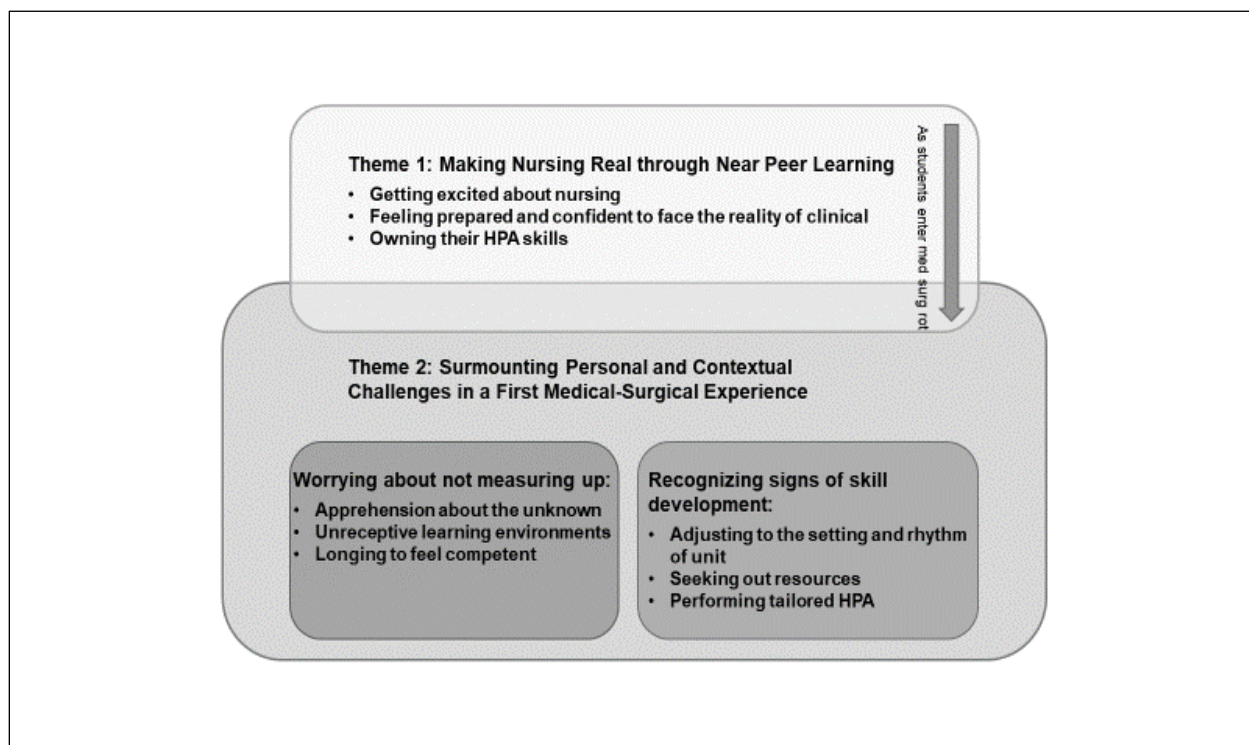 Theme 1: Making Nursing Real through Near Peer Learning
• Getting excited about nursing
• Feeling prepared and confident to face the reality of clinical
• Owning their HPA skills
As students enter med surg rot
Theme 2: Surmounting Personal and Contextual
Challenges in a First Medical-Surgical Experience
Worrying about not measuring up:
• Apprehension about the unknown
• Unreceptive learning environments
• Longing to feel competent
Recognizing signs of skill
development:
• Adjusting to the setting and rhythm
of unit
• Seeking out resources
• Performing tailored HPA